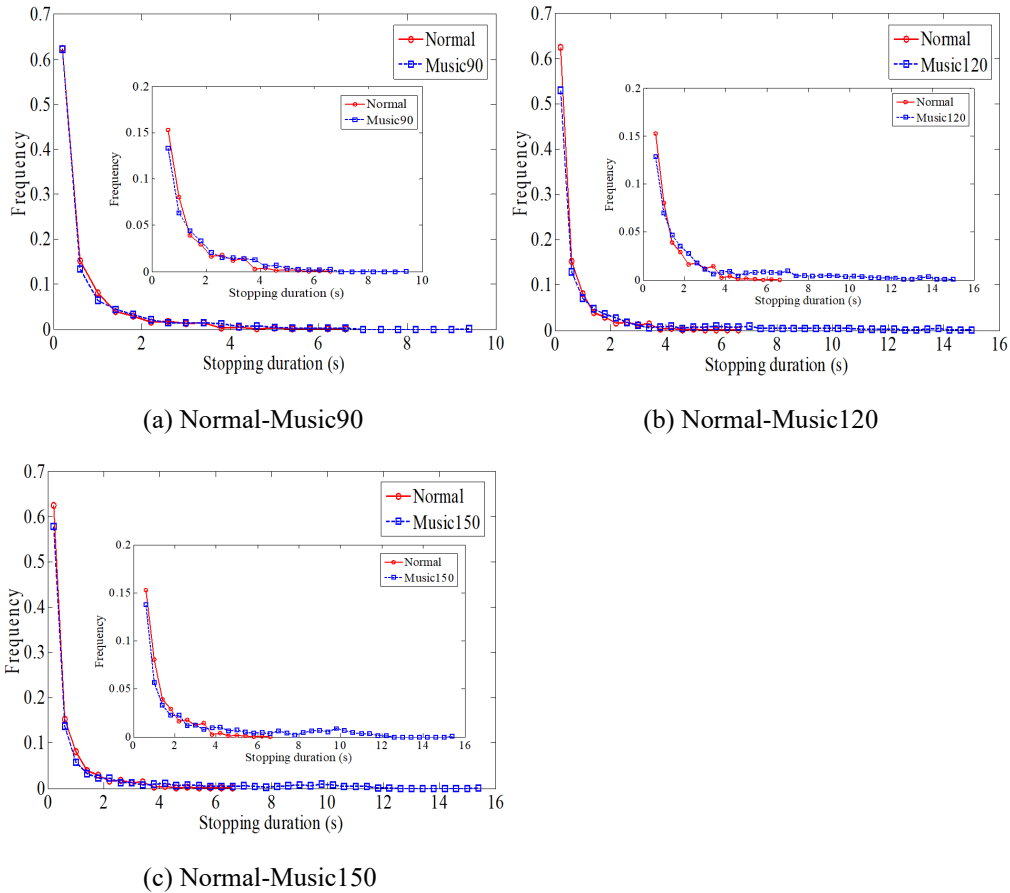 0.7
0.6
0.5
0.4
0.3
0.2
0.1
0
Frequency
Normal
Music90
0.2
0.15
0.1
0.05
0
Frequency
Normal
Music90
0 2 4 6 8 10
Stopping duration (s)
0 2 4 6 8 10
Stopping duration (s)
(a) Normal-Music90
0.7
0.6
0.5
0.4
0.3
0.2
0.1
0
Frequency
Normal
Music120
0.2
0.15
0.1
0.05
0
Frequency
Normal
Music120
0 2 4 6 8 10 12 14 16
Stopping duration (s)
0 2 4 6 8 10 12 14 16
Stopping duration (s)
(b) Normal-Music120
0.7
0.6
0.5
0.4
0.3
0.2
0.1
0
Frequency
Normal
Music150
0.2
0.15
0.1
0.05
0
Frequency
Normal
Music150
0 2 4 6 8 10 12 14 16
Stopping duration (s)
0 2 4 6 8 10 12 14 16
Stopping duration (s)
(c) Normal-Music150